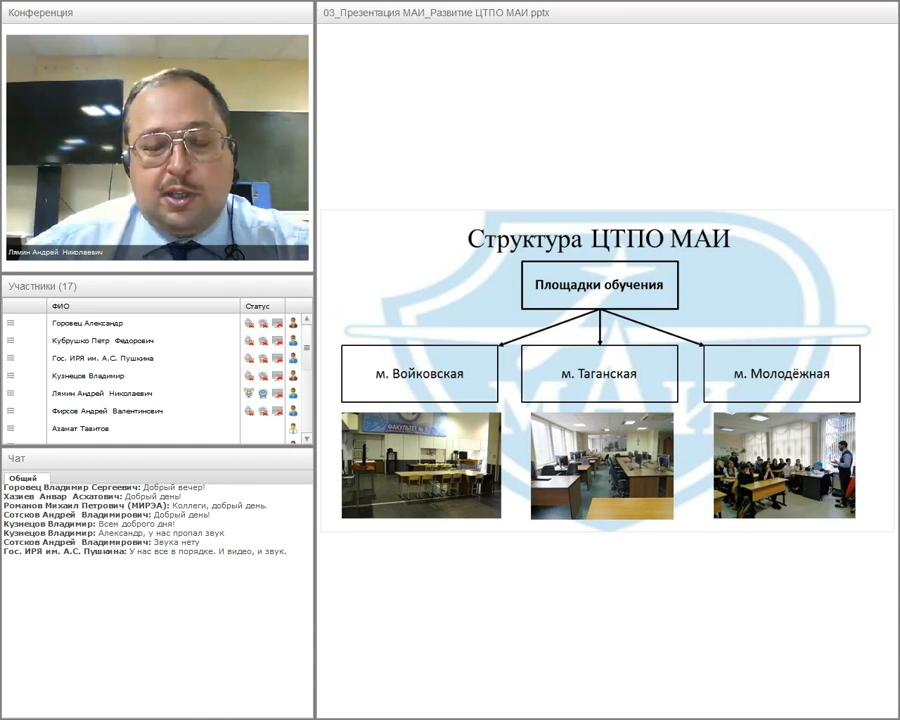 Конференция
Лямин Андрей Николаевич
Участники (17)
ФИО
Статус
Горовец Александр
Кубрушко Петр Федорович
Гос. ИРЯ им. А.С. Пушкина
Кузнецов Владимир
Лямин Андрей Николаевич
Фирсов Андрей Валентинович
Азамат Тавитов
Чат
Общий
Горовец Владимир Сергеевич: Добрый вечер!
Хазиев Анвар Асхатович: Добрый день!
Романов Михаил Петрович (МИРЭА): Коллеги, добрый день.
Сотсков Андрей Владимирович: Добрый день!
Кузнецов Владимир: Всем доброго дня!
Кузнецов Владимир: Александр, у нас пропал звук
Сотсков Андрей Владимирович: Звука нету
Гос. ИРЯ им. А.С. Пушкина: У нас все в порядке. И видео, и звук.
03_Презентация МАИ_Развитие ЦТПО МАИ.pptx
Структура ЦТПО МАИ
Площадки обучения
м. Войковская
м. Таганская
м. Молодёжная
МАИ
ФАКУЛЬТЕТ №